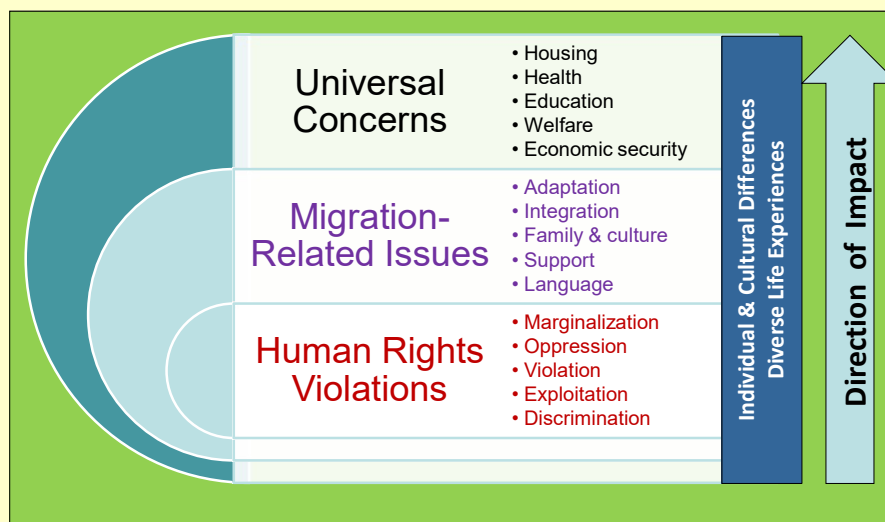 Universal
Concerns
• Housing
• Health
• Education
• Welfare
• Economic security
Migration-
Related Issues
• Adaptation
• Integration
• Family & culture
• Support
• Language
Human Rights
Violations
• Marginalization
• Oppression
• Violation
• Exploitation
• Discrimination
Individual & Cultural Differences
Diverse Life Experiences
Direction of Impact